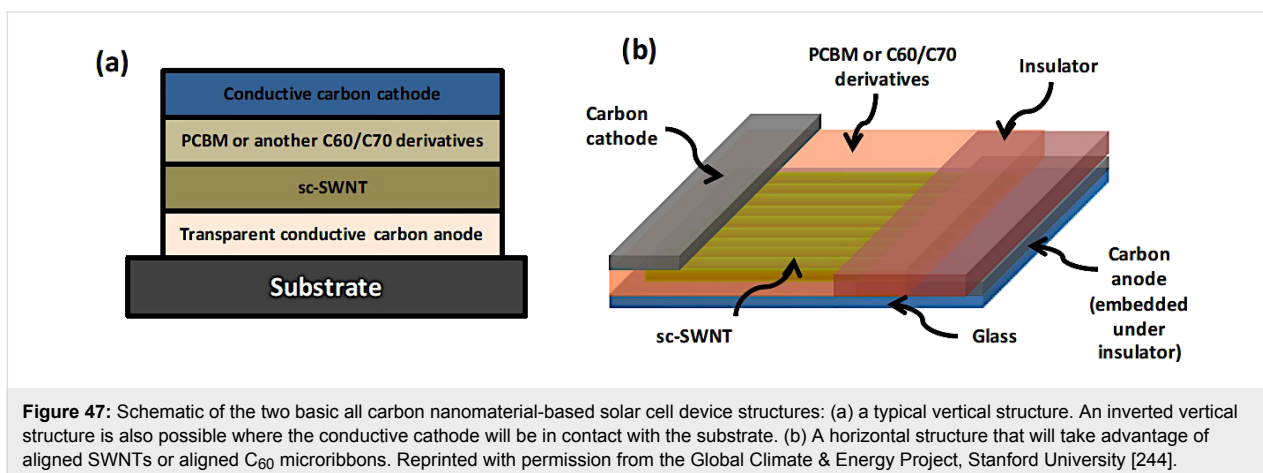 (a)
Conductive carbon cathode
PCBM or another C60/C70 derivatives
sc-SWNT
Transparent conductive carbon anode
Substrate
(b)
PCBM or C60/C70
derivatives
Insulator
Carbon
cathode
sc-SWNT
Glass
Carbon
anode
(embedded
under
insulator)
Figure 47: Schematic of the two basic all carbon nanomaterial-based solar cell device structures: (a) a typical vertical structure. An inverted vertical
structure is also possible where the conductive cathode will be in contact with the substrate. (b) A horizontal structure that will take advantage of
aligned SWNTs or aligned C60 microribbons. Reprinted with permission from the Global Climate & Energy Project, Stanford University [244].